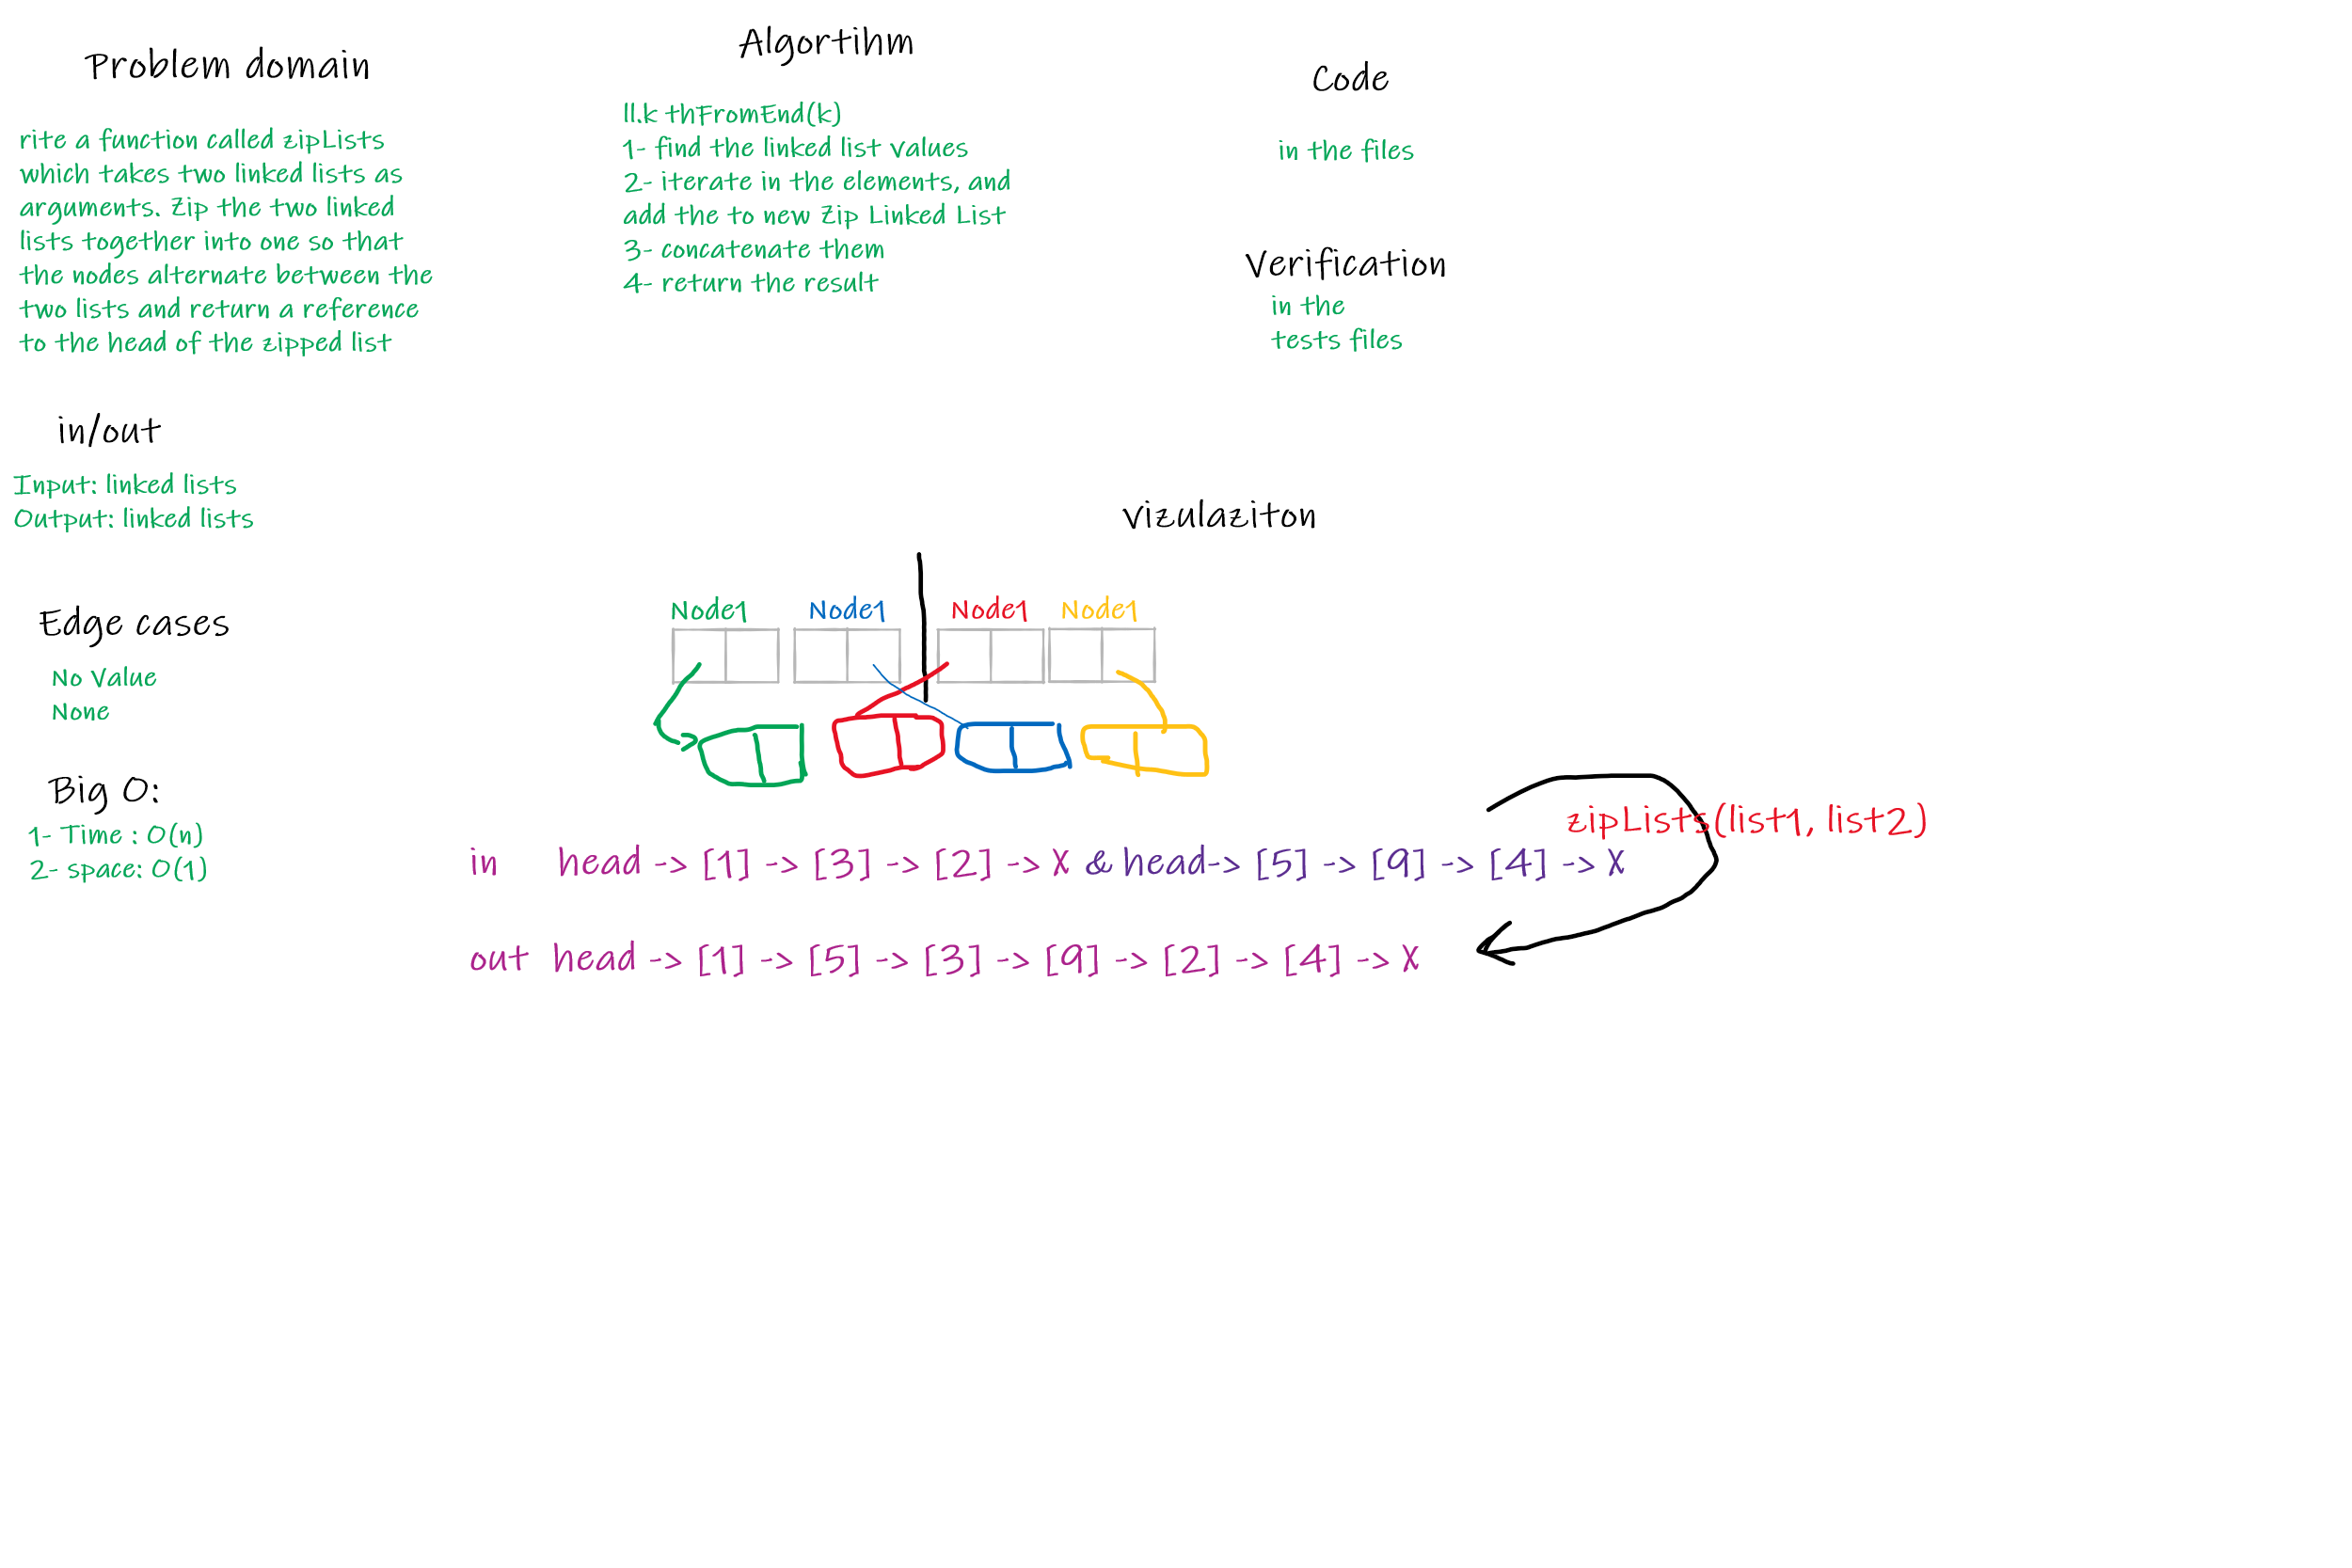 Problem domain
rite a function called zipLists
which takes two linked lists as
arguments. Zip the two linked
lists together into one so that
the nodes alternate between the
two lists and return a reference
to the head of the zipped list
in/out
Input: linked lists
Output: linked lists
Edge cases
No Value
None
Big O:
1- Time : O(n)
2- space: O(1)
Algortihm
ll.k thFromEnd(k)
1- find the linked list values
2- iterate in the elements, and
add the to new Zip Linked List
3- concatenate them
4- return the result
Code
in the files
Verification
in the
tests files
Vizulaziton
Node1 Node1 Node1 Node1
zipLists(list1, list2)
in head -> [1] -> [3] -> [2] -> X & head-> [5] -> [9] -> [4] -> X
out head -> [1] -> [5] -> [3] -> [9] -> [2] -> [4] -> X